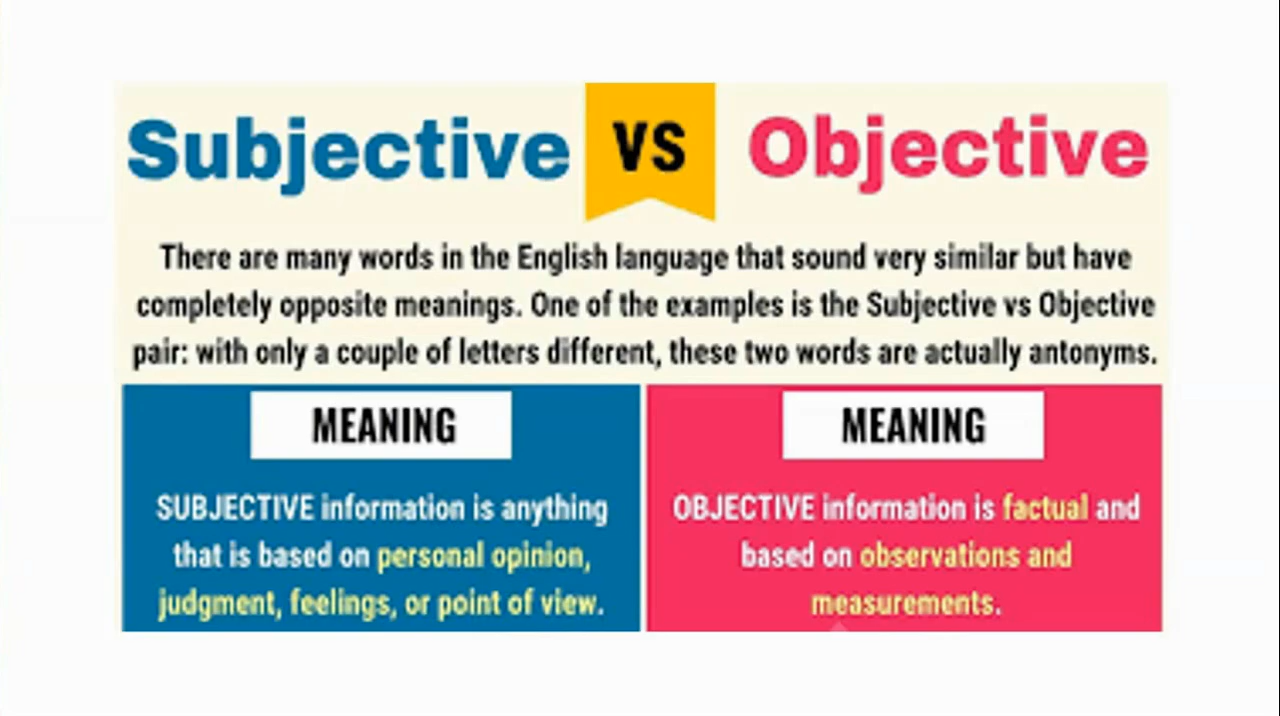 Subjective VS Objective
There are many words in the English language that sound very similar but have
completely opposite meanings. One of the examples is the Subjective vs Objective
pair: with only a couple of letters different, these two words are actually antonyms.
MEANING
SUBJECTIVE information is anything
that is based on personal opinion,
judgment, feelings, or point of view.
MEANING
OBJECTIVE information is factual and
based on observations and
measurements.